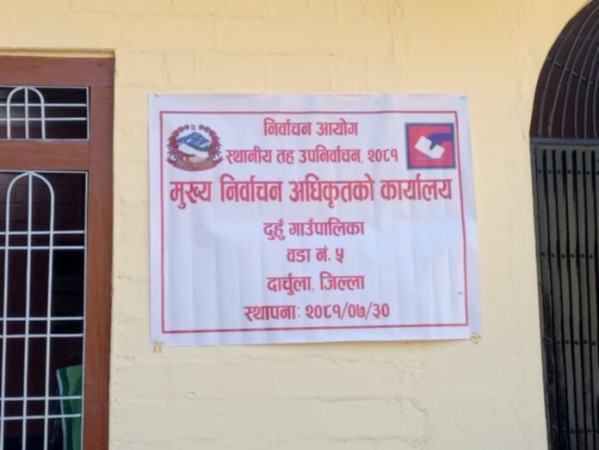 निर्वाचन आयोग
स्थानीय तह उपनिर्वाचन, २०८१
मुख्य निर्वाचन अधिकृतको कार्यालय
दुहुँ गाउँपालिका
वडा नं. ५
दार्चुला, जिल्ला
स्थापनाः २०८१/०७/३०